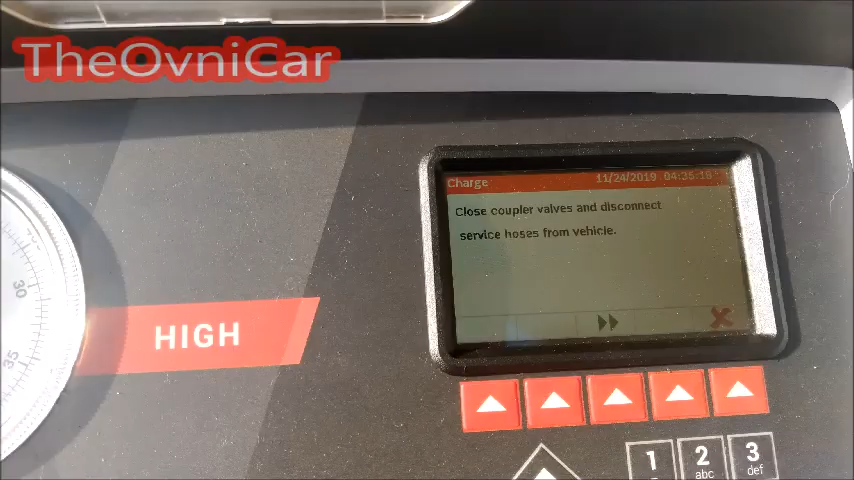 TheOvniCar
Charge 11/24/2019 04:35:19
Close coupler valves and disconnect
service hoses from vehicle.
HIGH
30
35
1 2 3
abc def